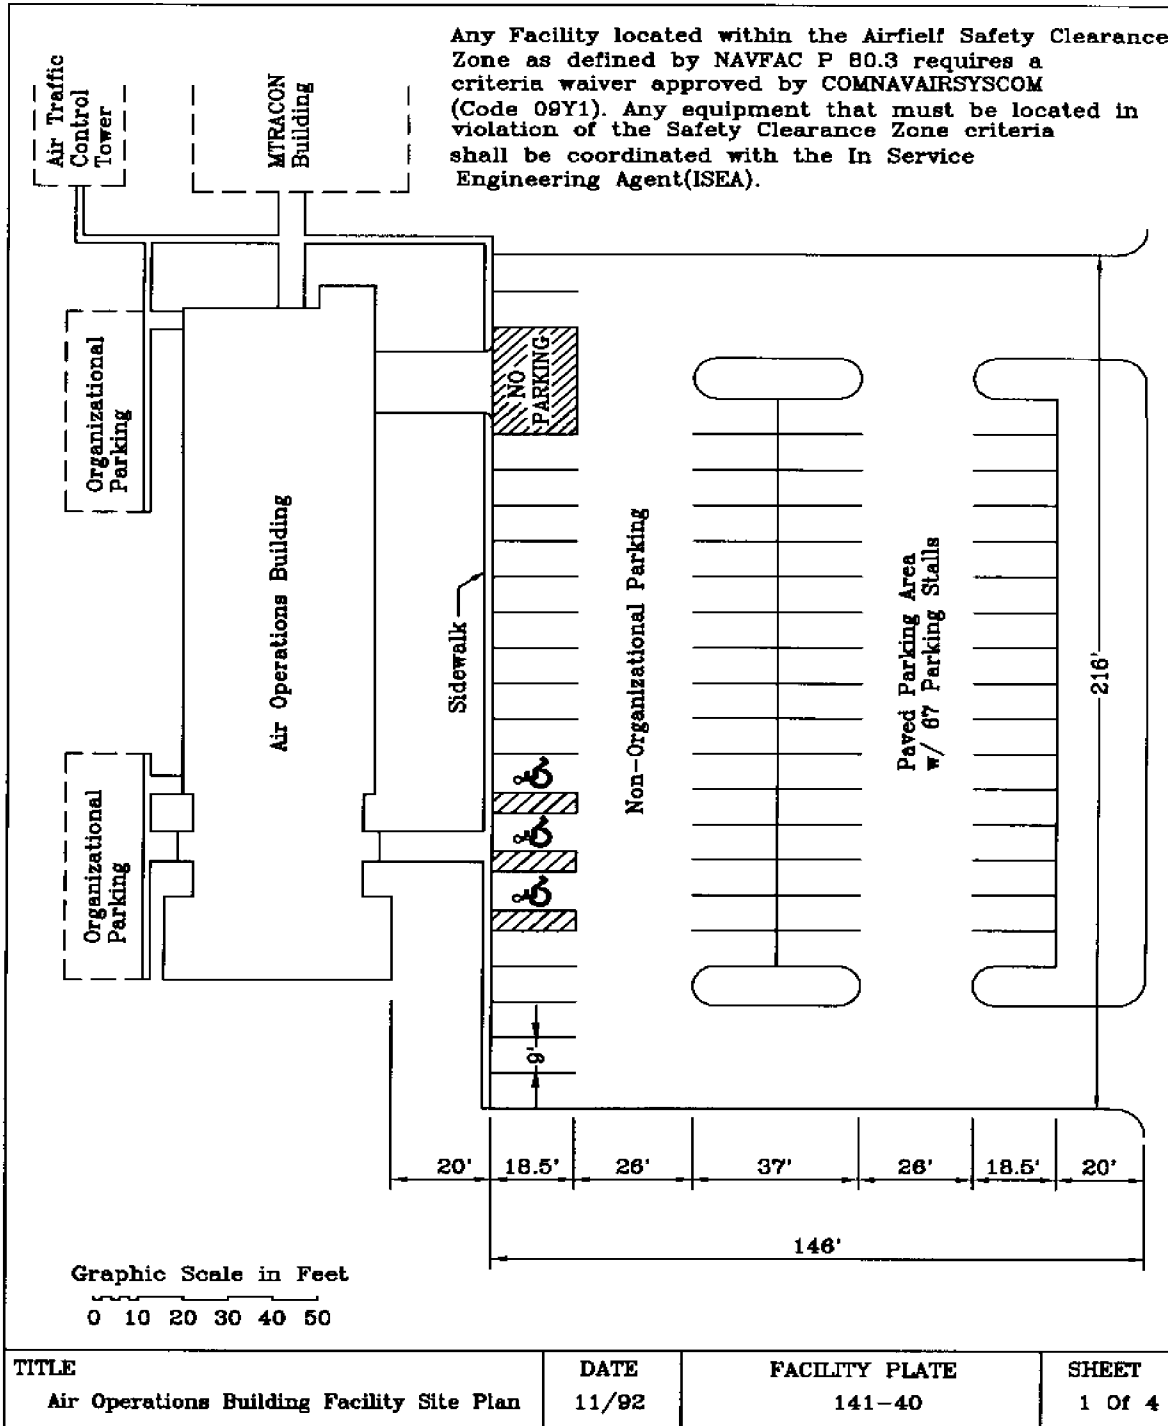 Any Facility located within the Airfielf Safety Clearance
Zone as defined by NAVFAC P 80.3 requires a
criteria waiver approved by COMNAVAIRSYSCOM
(Code 09Y1). Any equipment that must be located in
violation of the Safety Clearance Zone criteria
shall be coordinated with the In Service
Engineering Agent(ISEA).
Air Traffic
Control
Tower
MTRACON
Building
Organizational
Parking
NO
PARKING
Air Operations Building
Sidewalk
Non-Organizational Parking
Paved Parking Area
w/ 67 Parking Stalls
216'
Organizational
Parking
9'
20'
18.5'
26'
37'
26'
18.5'
20'
146'
Graphic Scale in Feet
0 10 20 30 40 50
TITLE
Air Operations Building Facility Site Plan
DATE
11/92
FACILITY PLATE
141-40
SHEET
1 Of 4